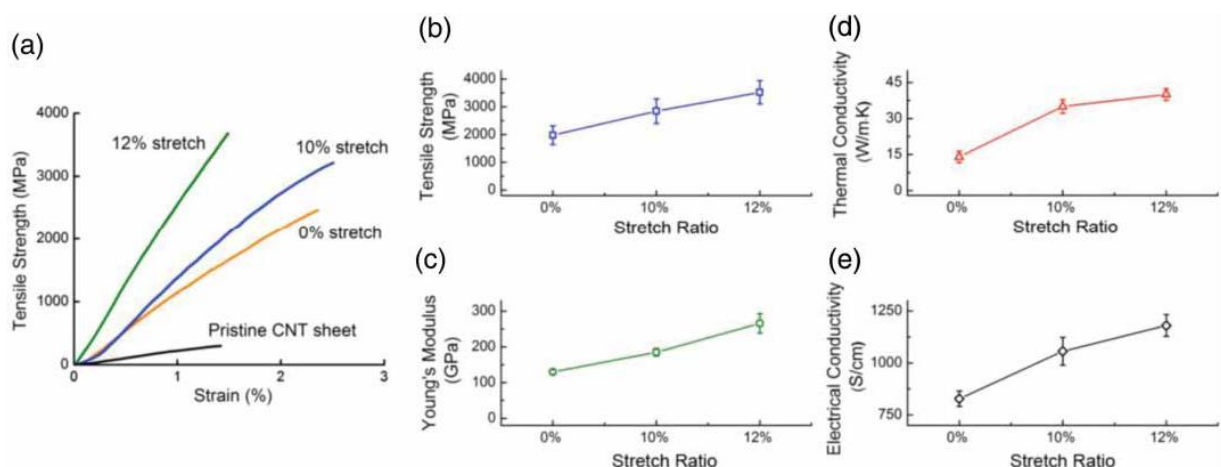 (a)
4000
3000
2000
1000
0
0
1
2
3
Tensile Strength (MPa)
Strain (%)
12% stretch
10% stretch
0% stretch
Pristine CNT sheet
(b)
4000
3000
2000
1000
0
Tensile Strength
(MPa)
0%
10%
12%
Stretch Ratio
(c)
300
200
100
0
Young's Modulus
(GPa)
0%
10%
12%
Stretch Ratio
(d)
45
30
15
0
Thermal Conductivity
(W/mK)
0%
10%
12%
Stretch Ratio
(e)
1250
1000
750
Electrical Conductivity
(S/cm)
0%
10%
12%
Stretch Ratio